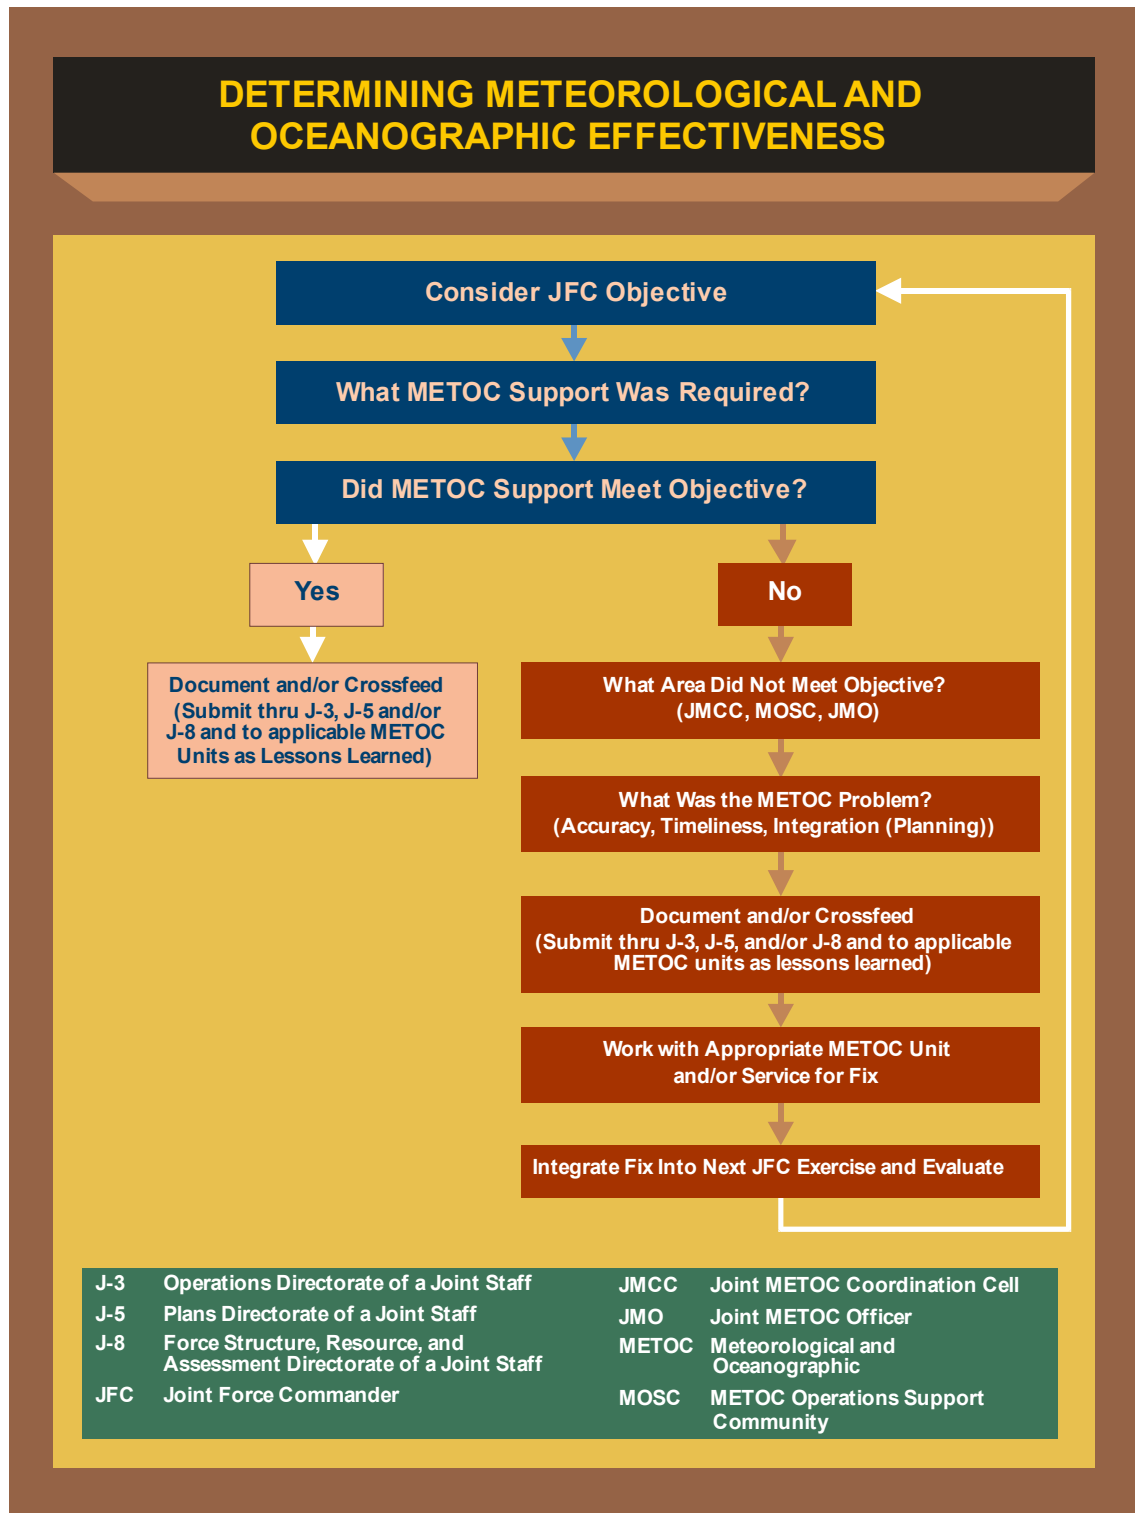 DETERMINING METEOROLOGICAL AND
OCEANOGRAPHIC EFFECTIVENESS
Consider JFC Objective
What METOC Support Was Required?
Did METOC Support Meet Objective?
Yes
Document and/or Crossfeed
(Submit thru J-3, J-5 and/or
J-8 and to applicable METOC
Units as Lessons Learned)
No
What Area Did Not Meet Objective?
(JMCC, MOSC, JMO)
What Was the METOC Problem?
(Accuracy, Timeliness, Integration (Planning))
Document and/or Crossfeed
(Submit thru J-3, J-5, and/or J-8 and to applicable
METOC units as lessons learned)
Work with Appropriate METOC Unit
and/or Service for Fix
Integrate Fix Into Next JFC Exercise and Evaluate
J-3 Operations Directorate of a Joint Staff
J-5 Plans Directorate of a Joint Staff
J-8 Force Structure, Resource, and
Assessment Directorate of a Joint Staff
JFC Joint Force Commander
JMCC Joint METOC Coordination Cell
JMO Joint METOC Officer
METOC Meteorological and
Oceanographic
MOSC METOC Operations Support
Community